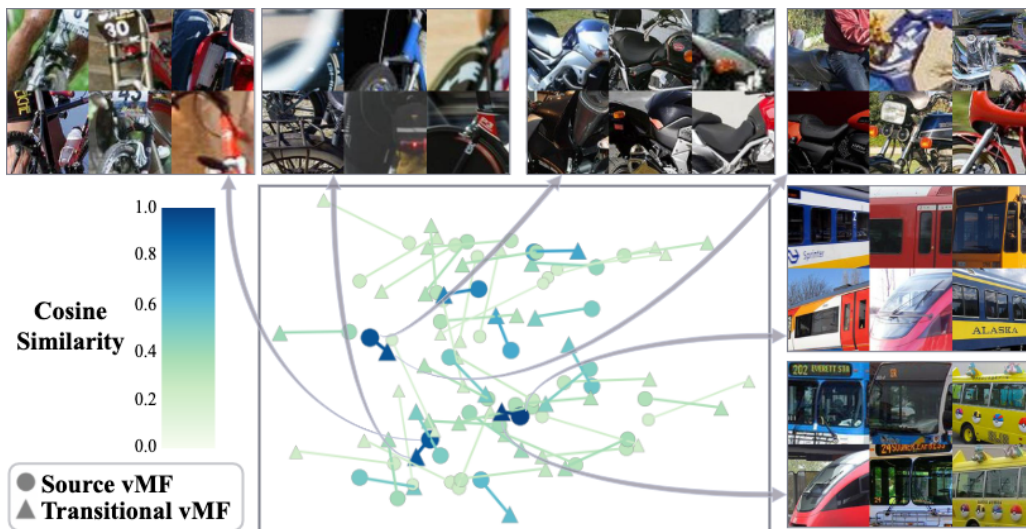 30
1.0
0.8
0.6
0.4
0.2
0.0
Cosine
Similarity
Source vMF
Transitional vMF
Sprinter
ALASKA
202 EVERETT STA